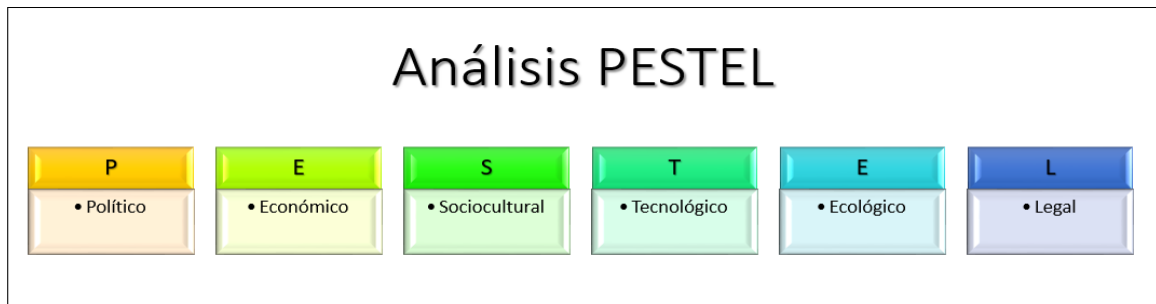 Análisis PESTEL
P
• Político
E
• Económico
S
• Sociocultural
T
• Tecnológico
E
• Ecológico
L
• Legal